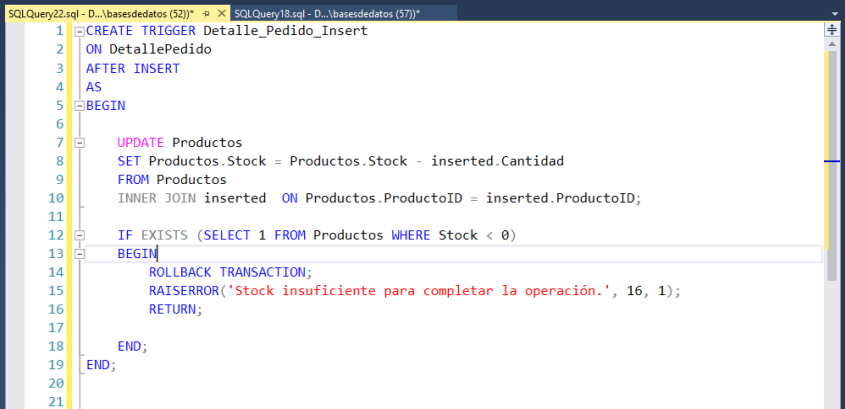 SQLQuery22.sql - D...\basesdedatos (52))* SQLQuery18.sql - D...\basesdedatos (57))*
1 CREATE TRIGGER Detalle_Pedido_Insert
2 ON DetallePedido
3 AFTER INSERT
4 AS
5 BEGIN
6
7 UPDATE Productos
8 SET Productos.Stock = Productos.Stock - inserted.Cantidad
9 FROM Productos
10 INNER JOIN inserted  ON Productos.ProductoID = inserted.ProductoID;
11
12 IF EXISTS (SELECT 1 FROM Productos WHERE Stock < 0)
13 BEGIN
14 ROLLBACK TRANSACTION;
15 RAISERROR('Stock insuficiente para completar la operación.', 16, 1);
16 RETURN;
17
18 END;
19 END;
20
21